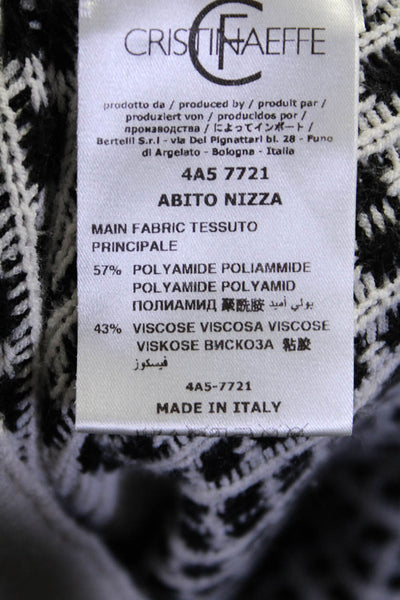 CRISTINAEFFE
CF
prodotto da / produced by / produit par /
produziert von / producidos por /
производства / によってインポート /
Bertelli S.r.l - via Dei Pignattari bl. 28 - Funo
di Argelato - Bologna - Italia
4A5 7721
ABITO NIZZA
MAIN FABRIC TESSUTO
PRINCIPALE
57% POLYAMIDE POLIAMMIDE
POLYAMIDE POLYAMID
ПОЛИАМИД 聚酰胺 بولي أميد
43% VISCOSE VISCOSA VISCOSE
VISKOSE ВИСКОЗА 粘胶
فيسكوز
4A5-7721
MADE IN ITALY